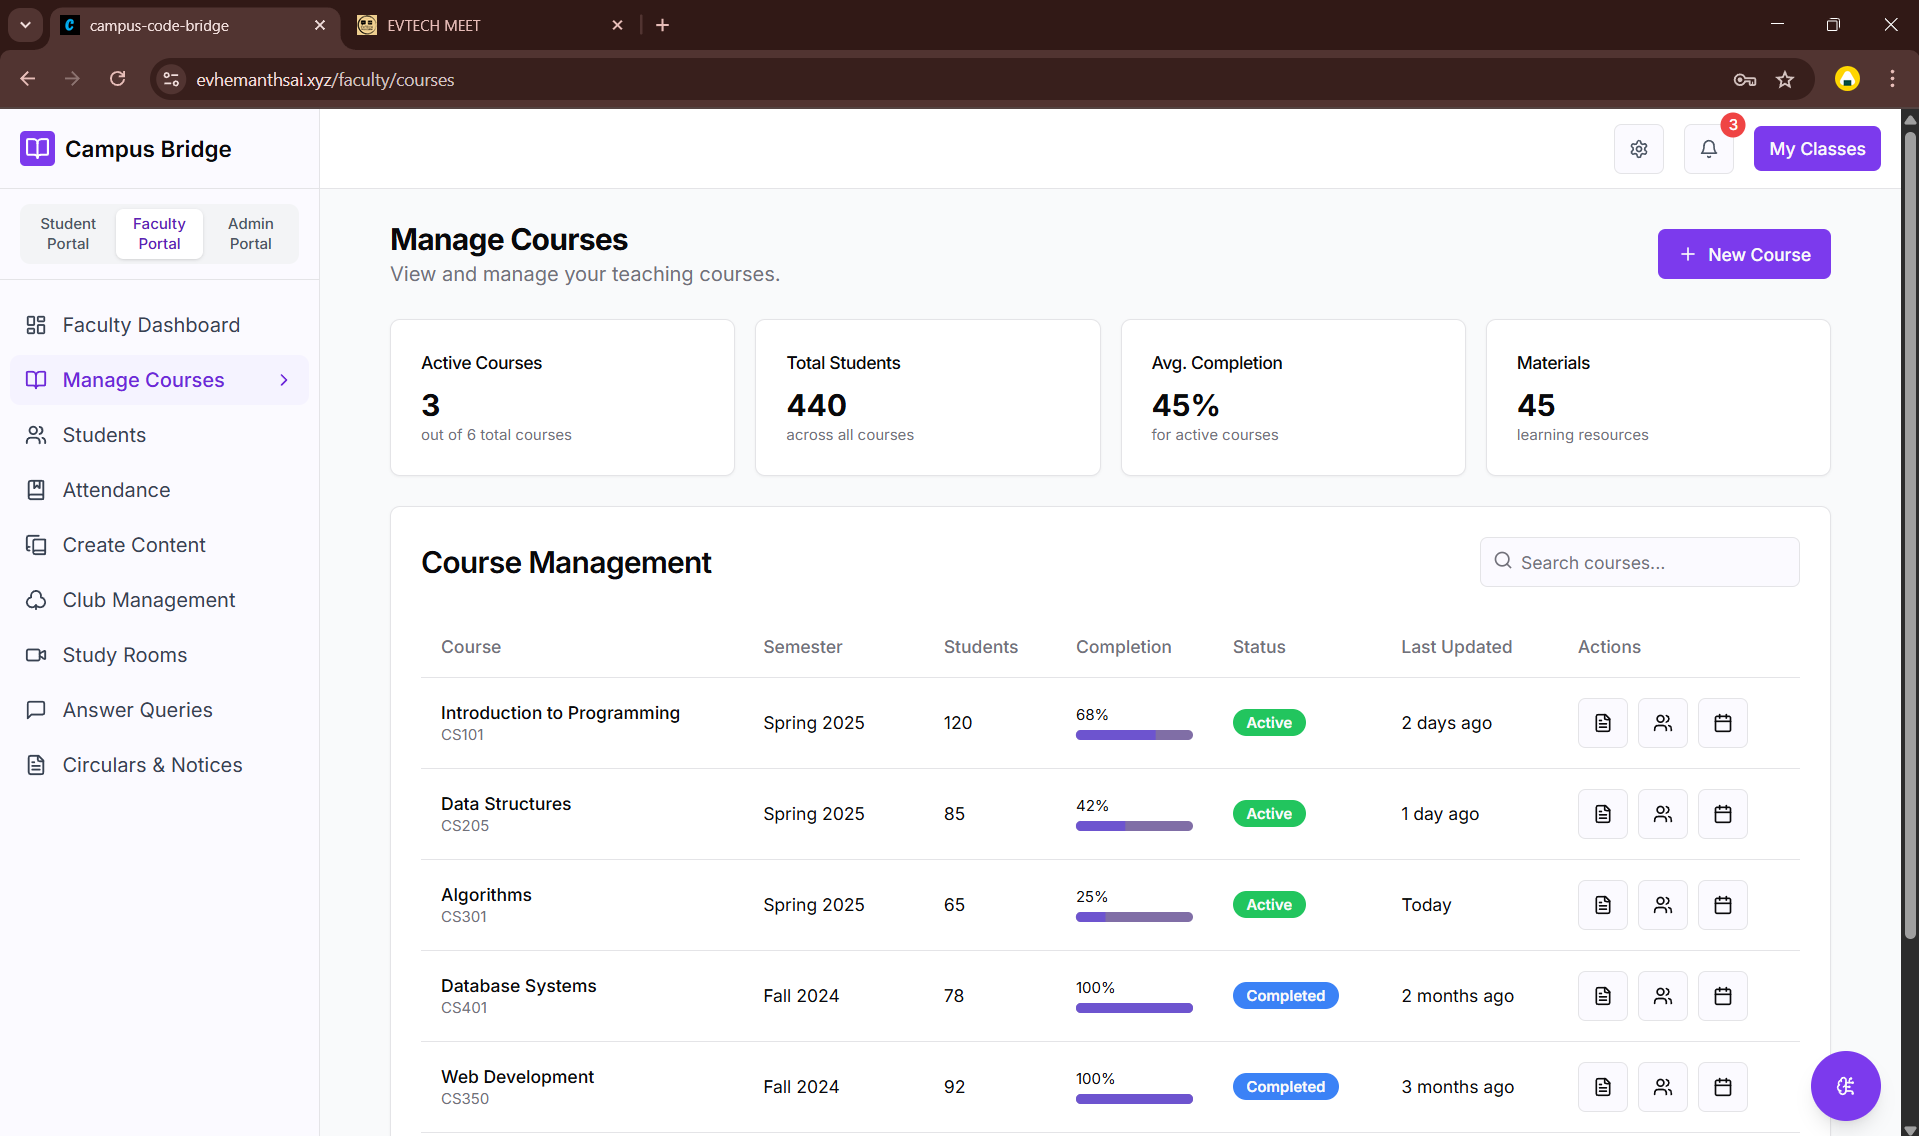 campus-code-bridge
EVTECH MEET
evhemanthsai.xyz/faculty/courses
Campus Bridge
3
My Classes
Student Portal
Faculty Portal
Admin Portal
Faculty Dashboard
Manage Courses
Students
Attendance
Create Content
Club Management
Study Rooms
Answer Queries
Circulars & Notices
Manage Courses
View and manage your teaching courses.
+ New Course
Active Courses
3
out of 6 total courses
Total Students
440
across all courses
Avg. Completion
45%
for active courses
Materials
45
learning resources
Course Management
Search courses...
Course Semester Students Completion Status Last Updated Actions
Introduction to Programming
CS101
Spring 2025
120
68%
Active
2 days ago
Data Structures
CS205
Spring 2025
85
42%
Active
1 day ago
Algorithms
CS301
Spring 2025
65
25%
Active
Today
Database Systems
CS401
Fall 2024
78
100%
Completed
2 months ago
Web Development
CS350
Fall 2024
92
100%
Completed
3 months ago